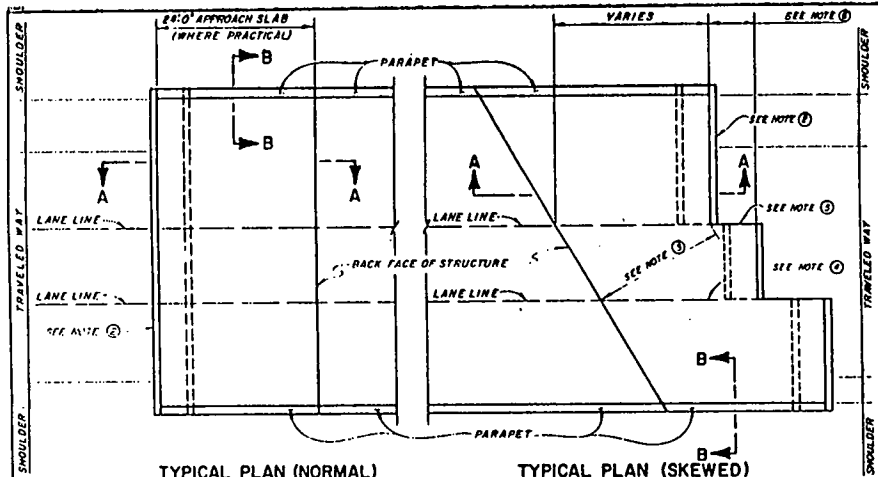 24'-0" APPROACH SLAB
(WHERE PRACTICAL)
VARIES
SEE NOTE
SHOULDER
SHOULDER
B
PARAPET
SEE NOTE ②
B
A
A
A
A
SEE NOTE ⑤
LANE LINE
LANE LINE
TRAVELED WAY
BACK FACE OF STRUCTURE
SEE NOTE ③
SEE NOTE ④
TRAVELED WAY
LANE LINE
LANE LINE
SEE NOTE ②
B
SHOULDER
PARAPET
B
SHOULDER
TYPICAL PLAN (NORMAL)
TYPICAL PLAN (SKEWED)